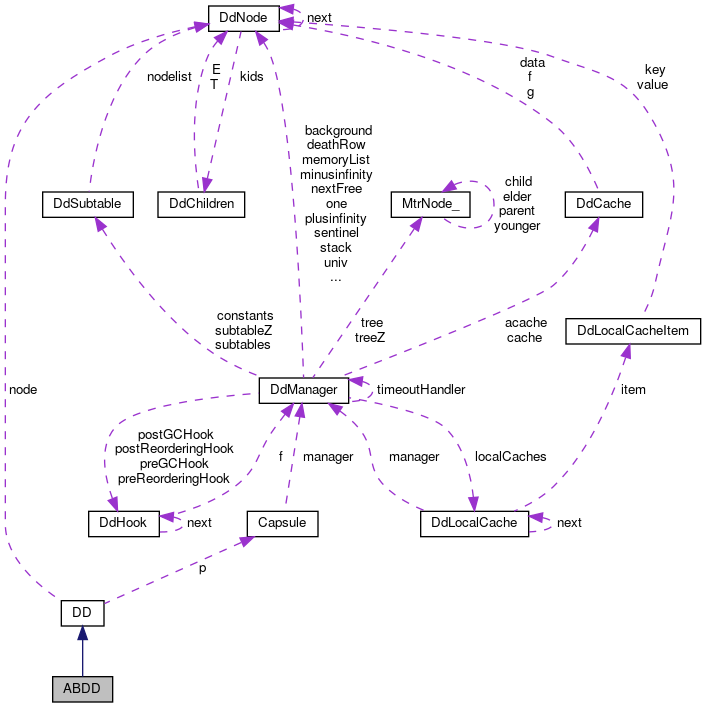 DdNode
next
data
f
g
key
value
nodelist
E
T
kids
background
deathRow
memoryList
minusinfinity
nextFree
one
plusinfinity
sentinel
stack
univ
...
DdSubtable
DdChildren
MtrNode_
child
elder
parent
younger
DdCache
constants
subtableZ
subtables
tree
treeZ
acache
cache
DdLocalCacheItem
node
DdManager
timeoutHandler
item
postGCHook
postReorderingHook
preGCHook
preReorderingHook
f
manager
manager
localCaches
DdHook
next
Capsule
DdLocalCache
next
p
DD
ABDD